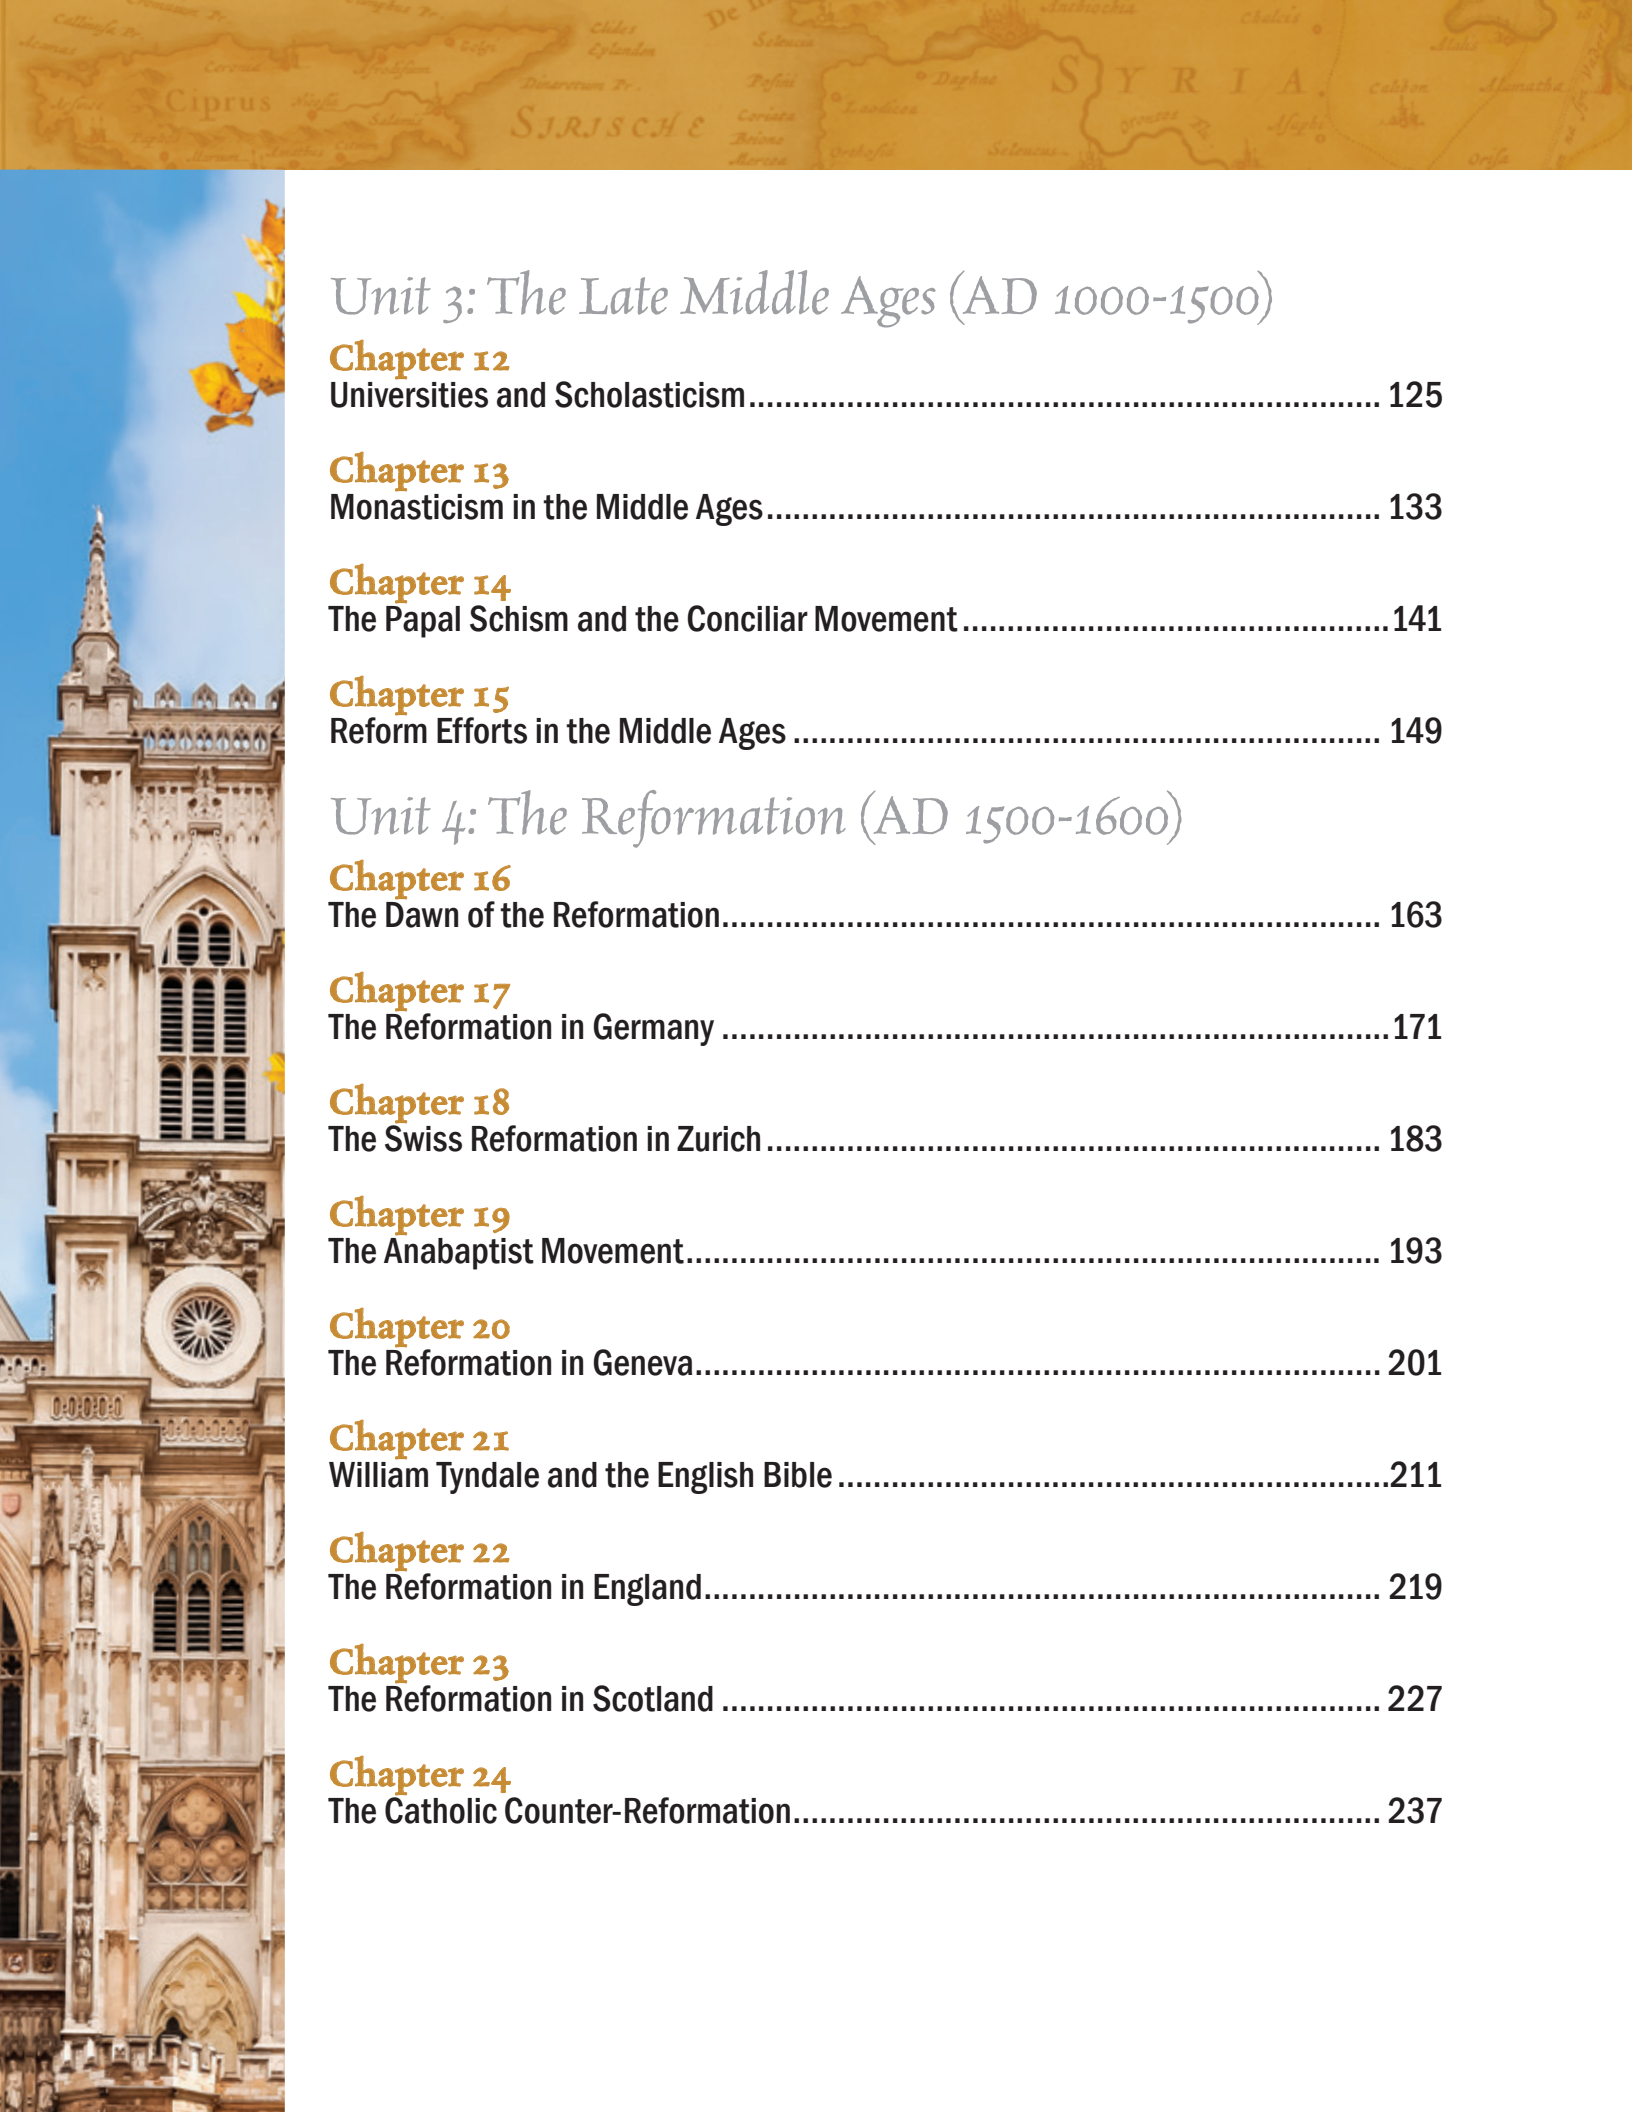 De
Ciprus
SIRISCHE
SYRIA
Daphne
Unit 3: The Late Middle Ages (AD 1000-1500)
Chapter 12
Universities and Scholasticism.................................................................... 125
Chapter 13
Monasticism in the Middle Ages.................................................................. 133
Chapter 14
The Papal Schism and the Conciliar Movement..............................................141
Chapter 15
Reform Efforts in the Middle Ages ............................................................... 149
Unit 4: The Reformation (AD 1500-1600)
Chapter 16
The Dawn of the Reformation....................................................................... 163
Chapter 17
The Reformation in Germany ........................................................................171
Chapter 18
The Swiss Reformation in Zurich.................................................................. 183
Chapter 19
The Anabaptist Movement........................................................................... 193
Chapter 20
The Reformation in Geneva.......................................................................... 201
Chapter 21
William Tyndale and the English Bible...........................................................211
Chapter 22
The Reformation in England......................................................................... 219
Chapter 23
The Reformation in Scotland ....................................................................... 227
Chapter 24
The Catholic Counter-Reformation............................................................... 237